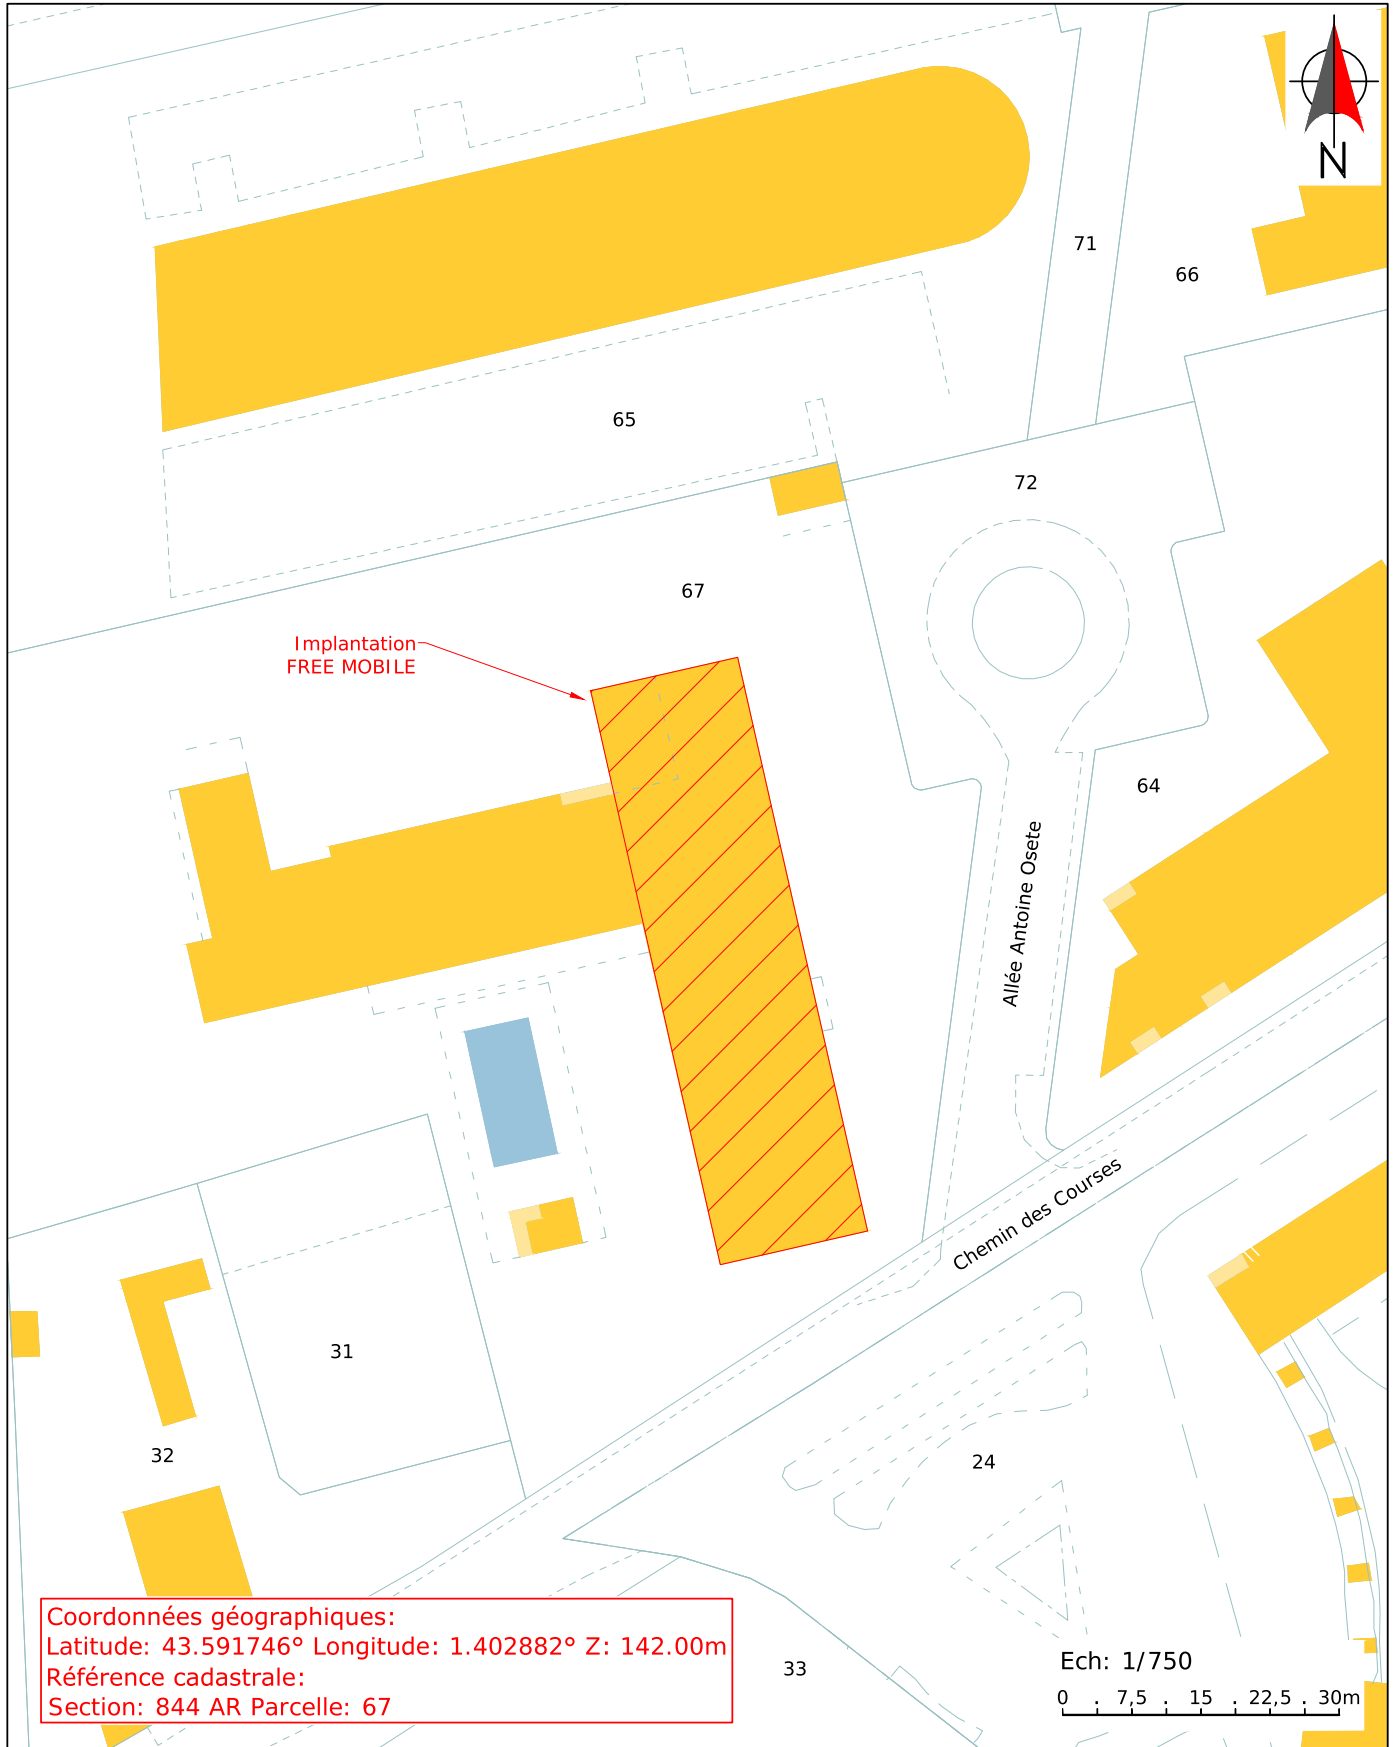 N
71
66
65
72
67
Implantation
FREE MOBILE
64
Allée Antoine Osete
Chemin des Courses
31
32
24
33
Coordonnées géographiques:
Latitude: 43.591746° Longitude: 1.402882° Z: 142.00m
Référence cadastrale:
Section: 844 AR Parcelle: 67
Ech: 1/750
0 . 7,5 . 15 . 22,5 . 30m